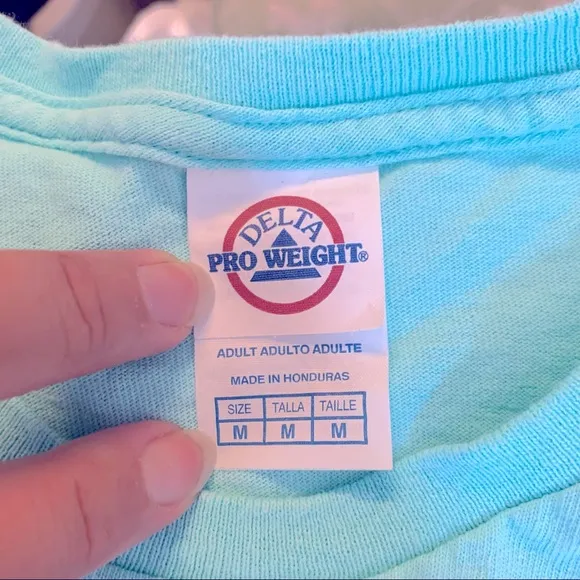 DELTA
PRO WEIGHT®
ADULT ADULTO ADULTE
MADE IN HONDURAS
SIZE TALLA TAILLE
M M M